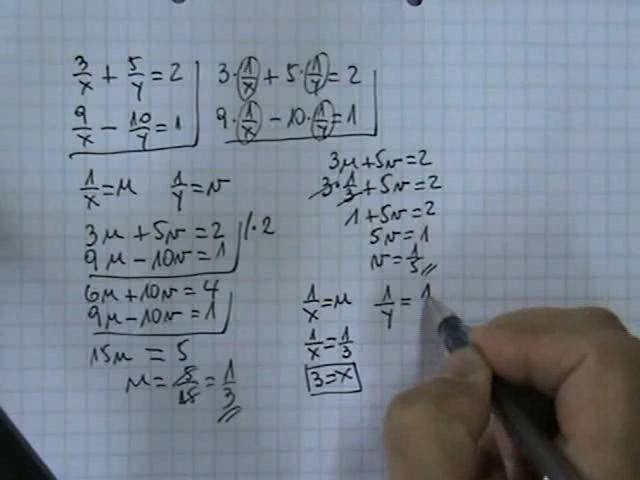 3/x + 5/y = 2
9/x - 10/y = 1
3·1/x + 5·1/y = 2
9·1/x - 10·1/y = 1
1/x = u 1/y = v
3u + 5v = 2 /·2
9u - 10v = 1
6u + 10v = 4
9u - 10v = 1
15u = 5
u = 5/15 = 1/3
3u + 5v = 2
3·1/3 + 5v = 2
1 + 5v = 2
5v = 1
v = 1/5
1/x = u
1/x = 1/3
3 = x
1/y = 1